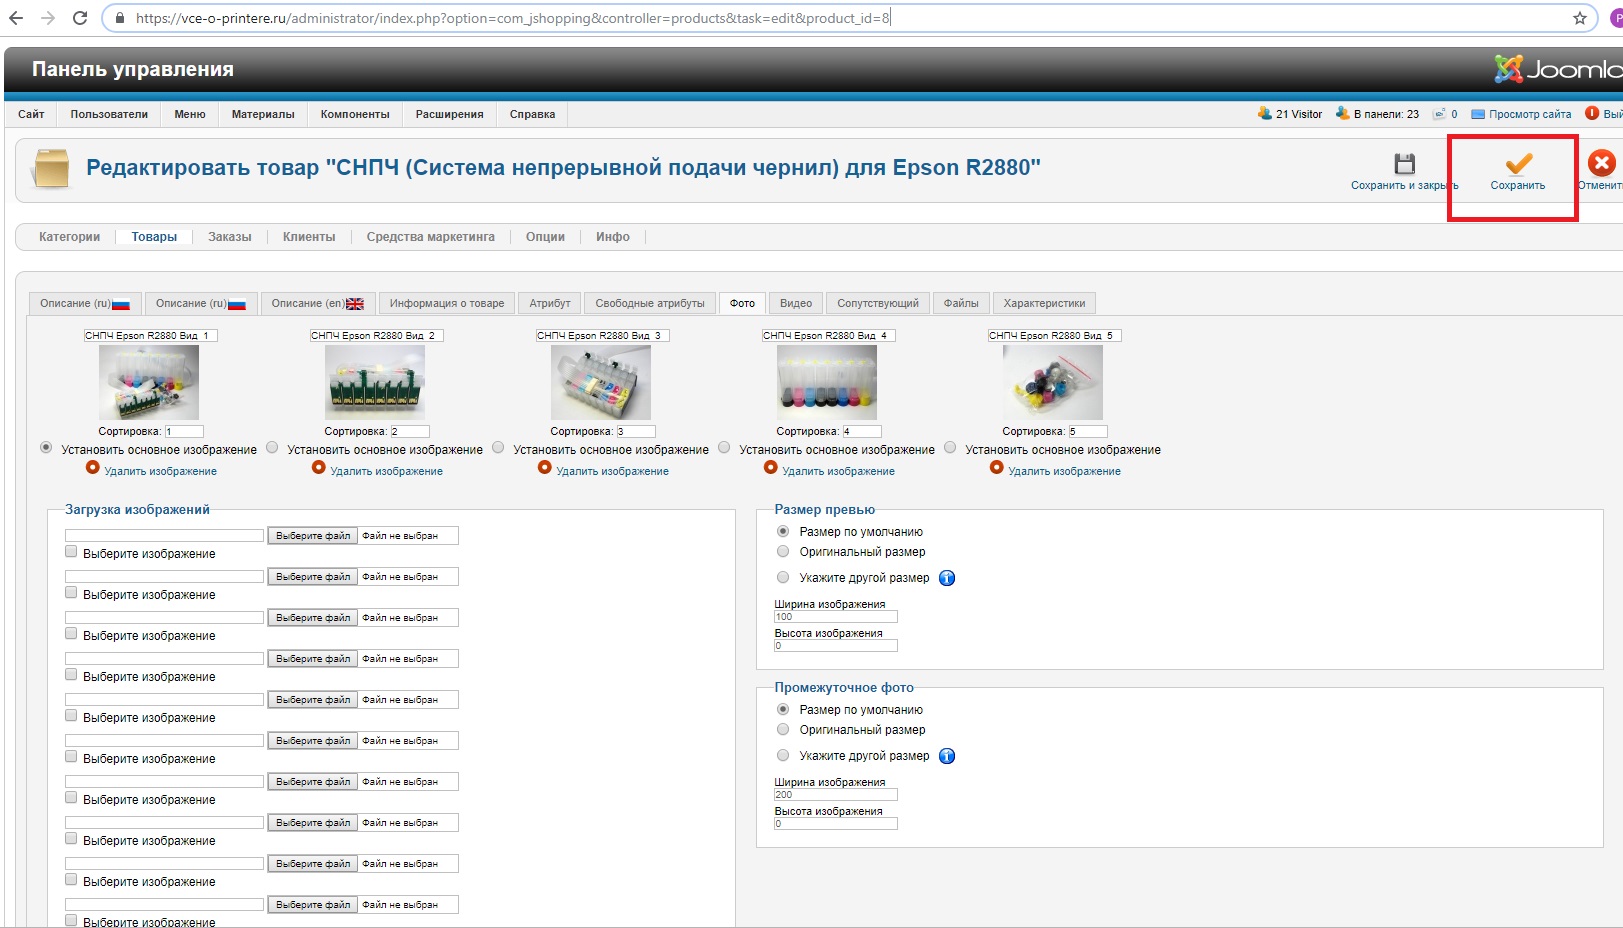 https://vce-o-printere.ru/administrator/index.php?option=com_jshopping&controller=products&task=edit&product_id=8
Панель управления
Joomla
Сайт Пользователи Меню Материалы Компоненты Расширения Справка 21 Visitor В панели: 23 0 Просмотр сайта Вый
Редактировать товар "СНПЧ (Система непрерывной подачи чернил) для Epson R2880"
Сохранить и закрыть Сохранить Отменить
Категории Товары Заказы Клиенты Средства маркетинга Опции Инфо
Описание (ru) Описание (ru) Описание (en) Информация о товаре Атрибут Свободные атрибуты Фото Видео Сопутствующий Файлы Характеристики
СНПЧ Epson R2880 Вид_1 СНПЧ Epson R2880 Вид_2 СНПЧ Epson R2880 Вид_3 СНПЧ Epson R2880 Вид_4 СНПЧ Epson R2880 Вид_5
Сортировка: 1 Сортировка: 2 Сортировка: 3 Сортировка: 4 Сортировка: 5
Установить основное изображение Установить основное изображение Установить основное изображение Установить основное изображение Установить основное изображение
Удалить изображение Удалить изображение Удалить изображение Удалить изображение Удалить изображение
Загрузка изображений
Выберите файл Файл не выбран
Выберите изображение
Выберите файл Файл не выбран
Выберите изображение
Выберите файл Файл не выбран
Выберите изображение
Выберите файл Файл не выбран
Выберите изображение
Выберите файл Файл не выбран
Выберите изображение
Выберите файл Файл не выбран
Выберите изображение
Выберите файл Файл не выбран
Выберите изображение
Выберите файл Файл не выбран
Выберите изображение
Выберите файл Файл не выбран
Выберите изображение
Выберите файл Файл не выбран
Выберите изображение
Размер превью
Размер по умолчанию
Оригинальный размер
Укажите другой размер
Ширина изображения
100
Высота изображения
0
Промежуточное фото
Размер по умолчанию
Оригинальный размер
Укажите другой размер
Ширина изображения
200
Высота изображения
0